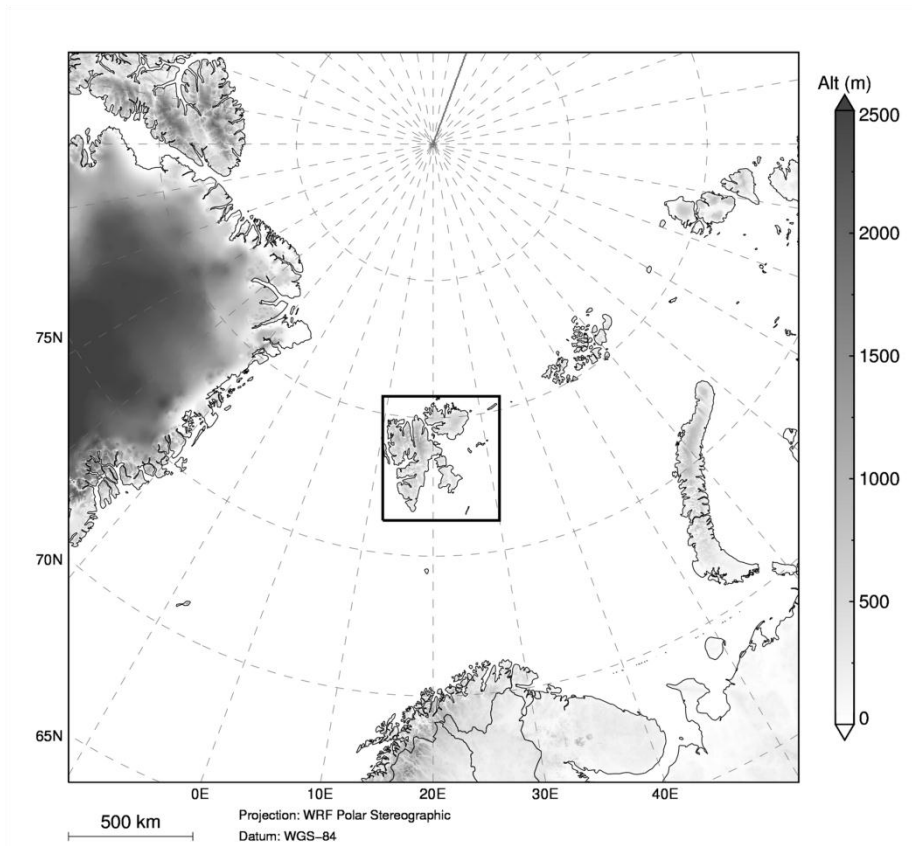 Alt (m)
2500
2000
75N
1500
1000
70N
500
0
65N
0E 10E 20E 30E 40E
Projection: WRF Polar Stereographic
500 km
Datum: WGS−84